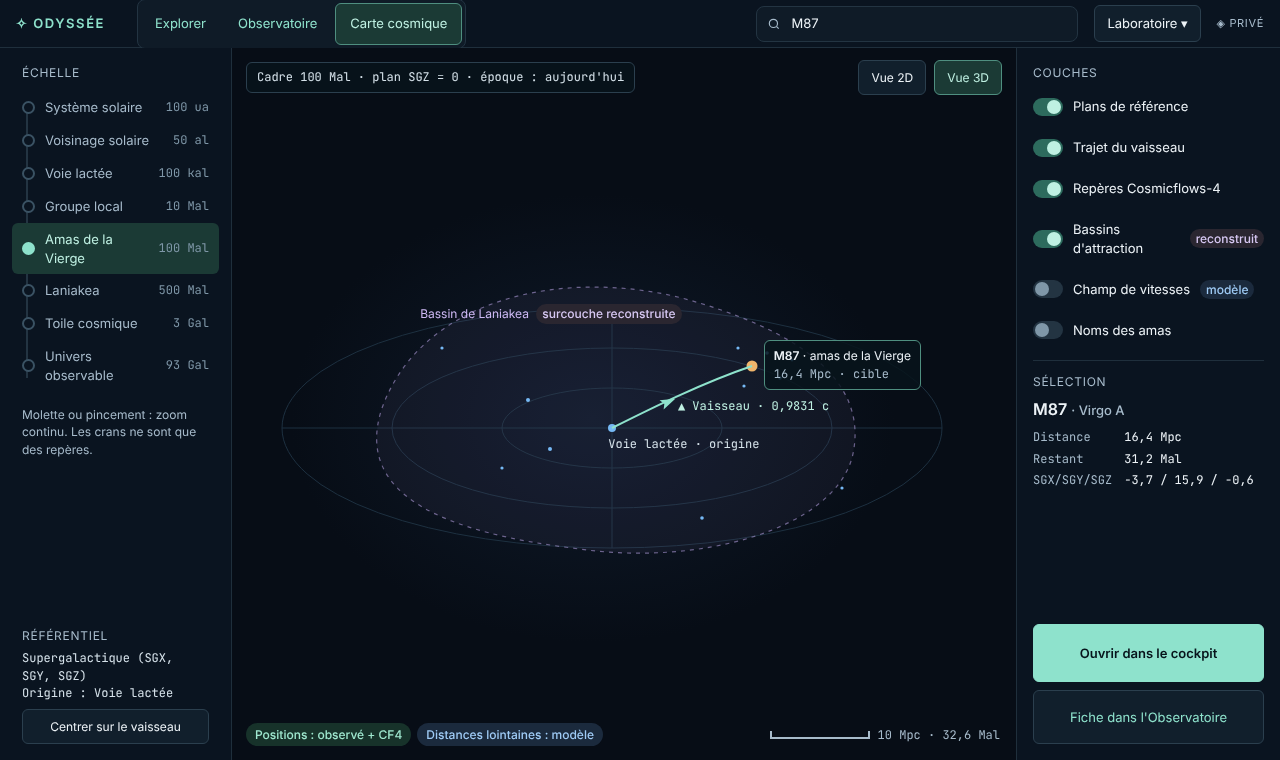 ✧ ODYSSÉE
Explorer
Observatoire
Carte cosmique
M87
Laboratoire ▾
◈ PRIVÉ
ÉCHELLE
Système solaire 100 ua
Voisinage solaire 50 al
Voie lactée 100 kal
Groupe local 10 Mal
Amas de la
Vierge
100 Mal
Laniakea 500 Mal
Toile cosmique 3 Gal
Univers
observable
93 Gal
Molette ou pincement : zoom
continu. Les crans ne sont que
des repères.
RÉFÉRENTIEL
Supergalactique (SGX,
SGY, SGZ)
Origine : Voie lactée
Centrer sur le vaisseau
Cadre 100 Mal · plan SGZ = 0 · époque : aujourd'hui
Vue 2D
Vue 3D
Bassin de Laniakea surcouche reconstruite
M87 · amas de la Vierge
16,4 Mpc · cible
▲ Vaisseau · 0,9831 c
Voie lactée · origine
Positions : observé + CF4
Distances lointaines : modèle
10 Mpc · 32,6 Mal
COUCHES
Plans de référence
Trajet du vaisseau
Repères Cosmicflows-4
Bassins
d'attraction
reconstruit
Champ de vitesses modèle
Noms des amas
SÉLECTION
M87 · Virgo A
Distance 16,4 Mpc
Restant 31,2 Mal
SGX/SGY/SGZ -3,7 / 15,9 / -0,6
Ouvrir dans le cockpit
Fiche dans l'Observatoire